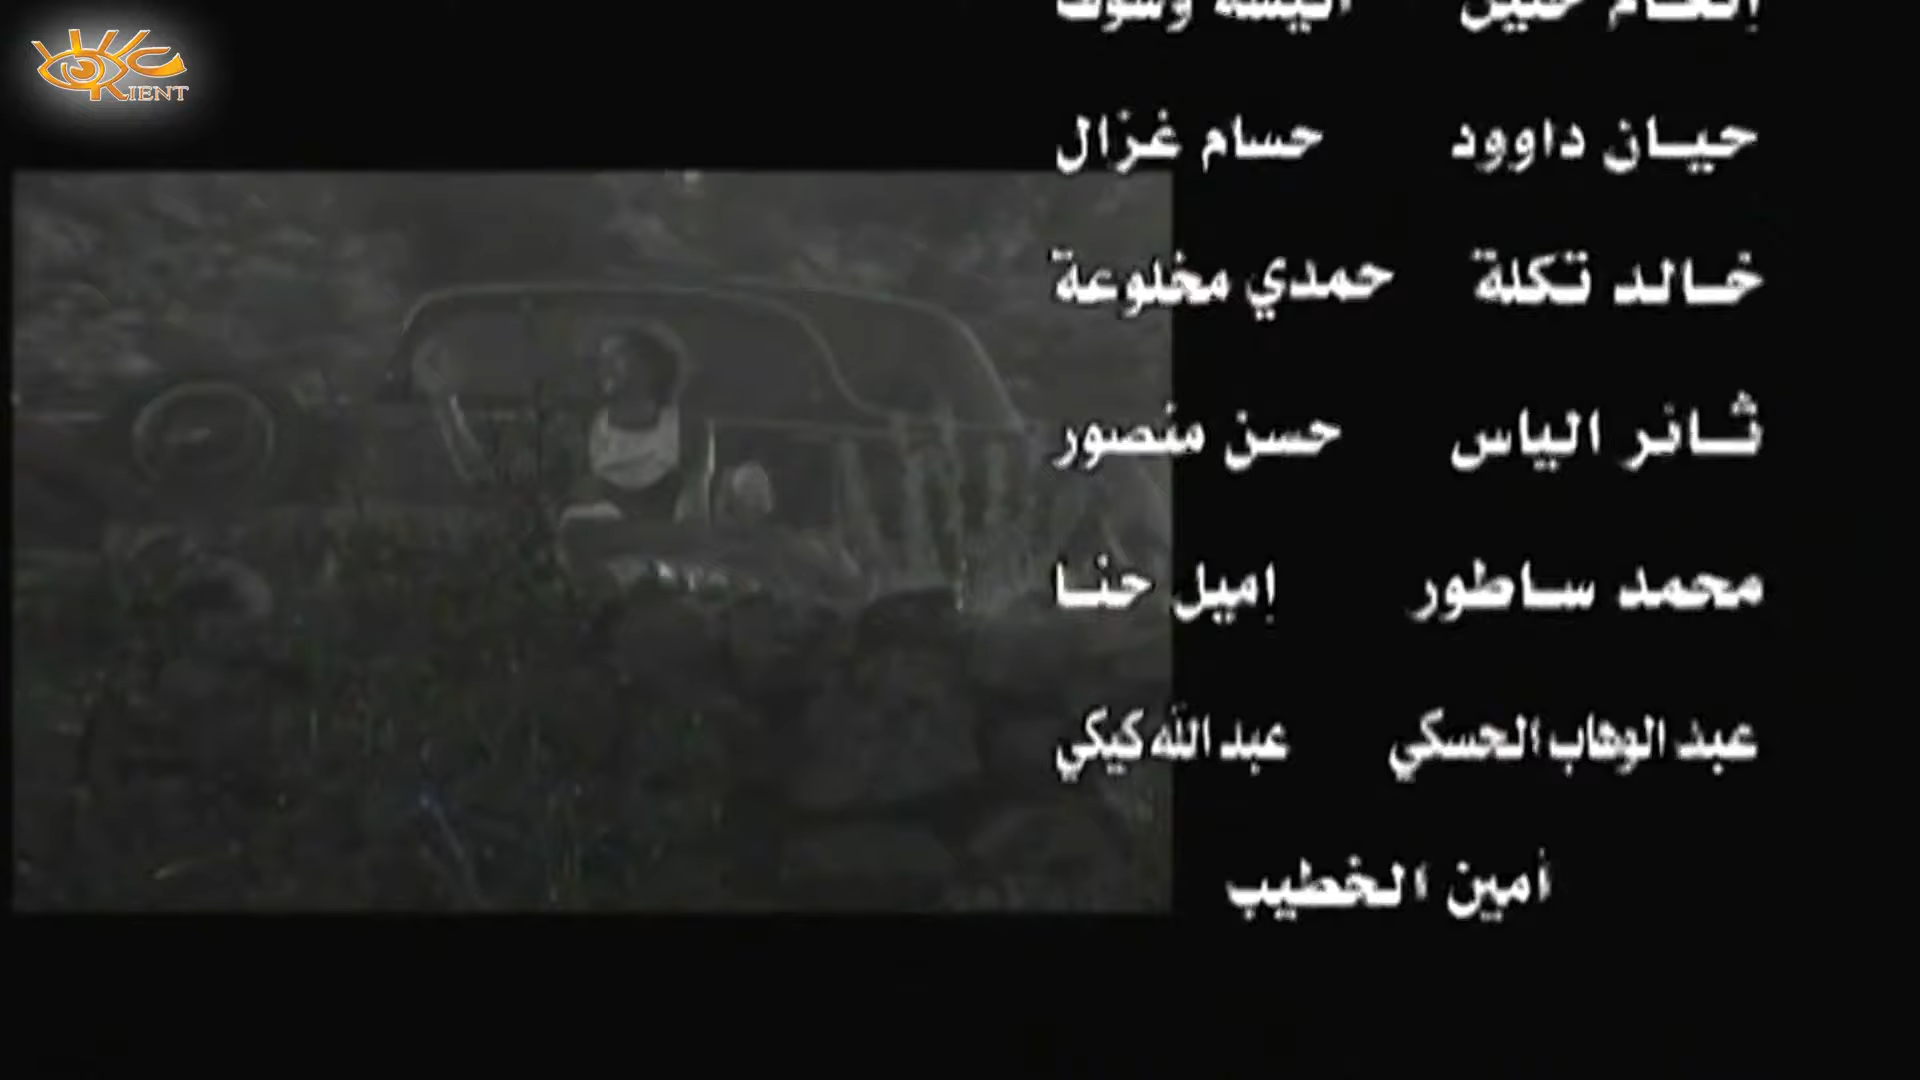 ORIENT
حيان داوود حسام غزال
خالد تكلة حمدي مخلوعة
ثائر الياس حسن منصور
محمد ساطور إميل حنا
عبد الوهاب الحسكي عبد الله كيكي
أمين الخطيب